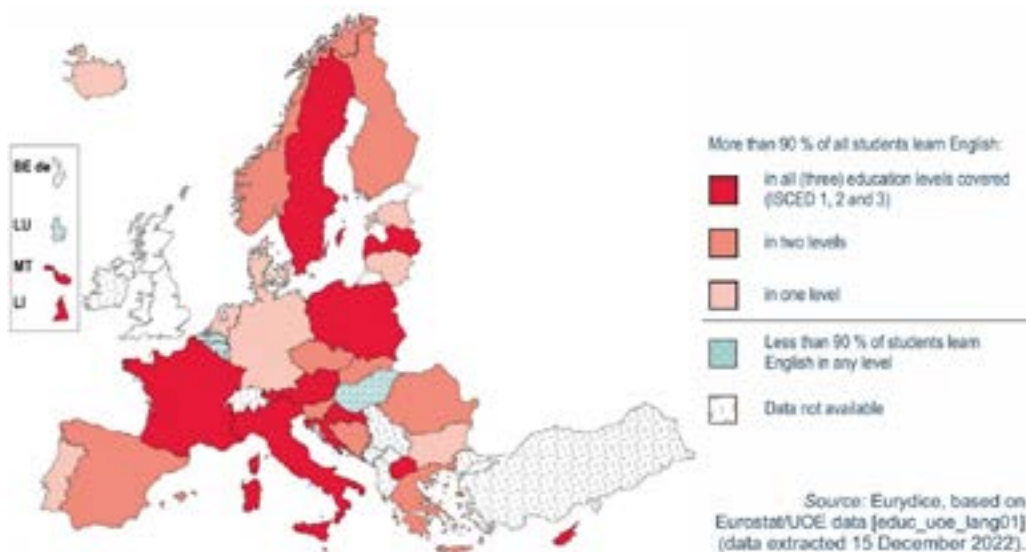 BE de
LU
MT
LI
More than 90 % of all students learn English:
in all (three) education levels covered
(ISCED 1, 2 and 3)
in two levels
in one level
Less than 90 % of students learn
English in any level
Data not available
Source: Eurydice, based on
Eurostat/UOE data [educ_uoe_lang01]
(data extracted 15 December 2022).